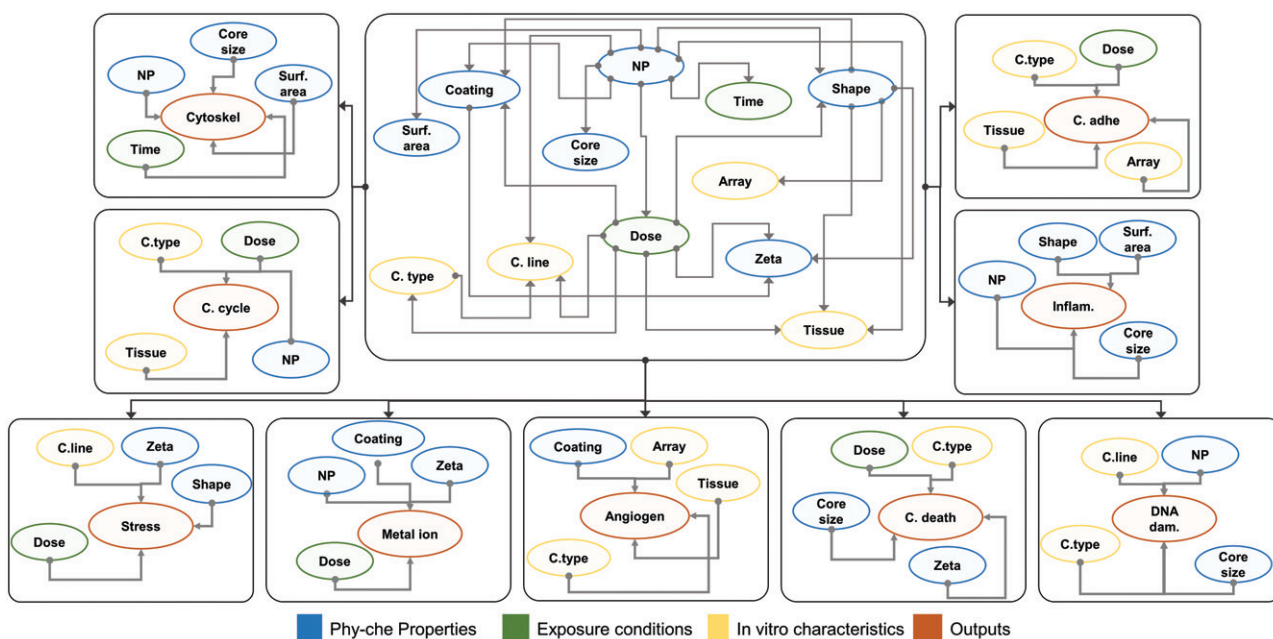 Core
size
NP
Surf.
area
Cytoskel
Time
NP
Coating
Surf.
area
Core
size
Time
Shape
Array
Dose
Zeta
C. line
C. type
Tissue
C.type
Dose
C. adhe
Tissue
Array
C.type
Dose
C. cycle
Tissue
NP
Shape
Surf.
area
NP
Inflam.
Core
size
C.line
Zeta
Shape
Stress
Dose
Coating
NP
Zeta
Metal ion
Dose
Coating
Array
Tissue
Angiogen
C.type
Dose
C.type
Core
size
C. death
Zeta
C.line
NP
DNA
dam.
C.type
Core
size
Phy-che Properties
Exposure conditions
In vitro characteristics
Outputs